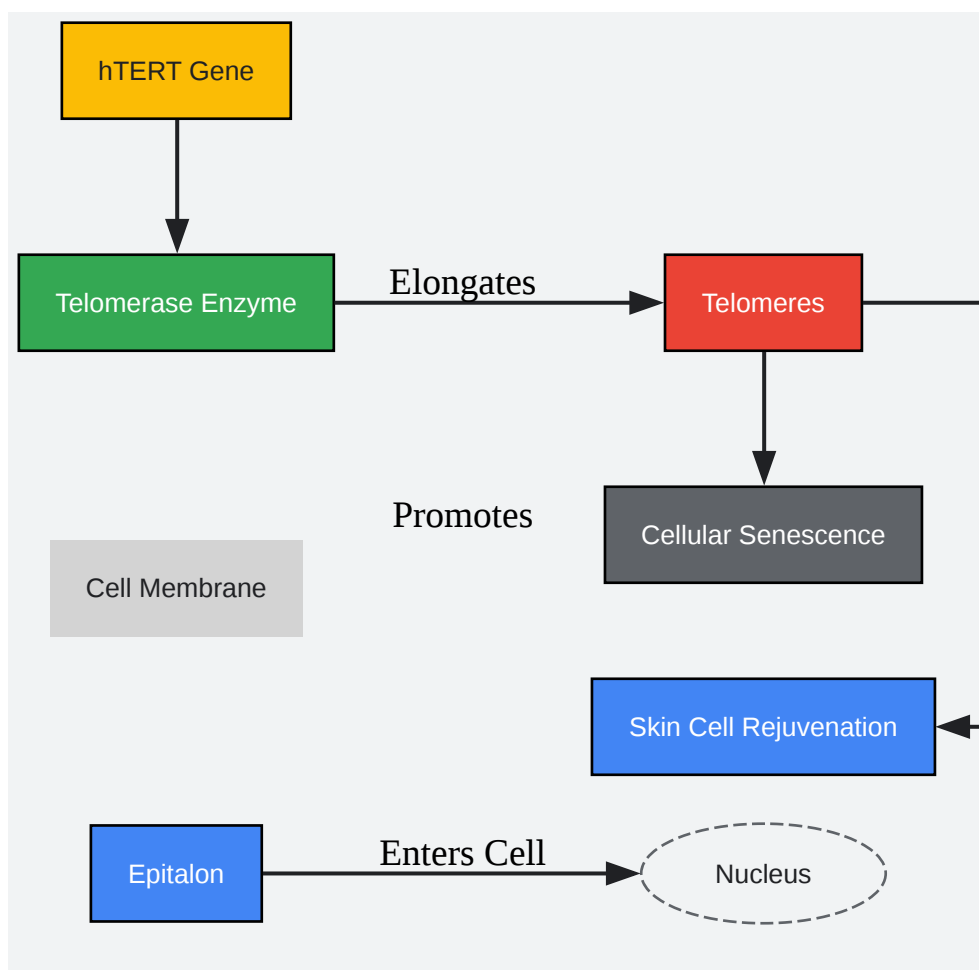 hTERT Gene
Telomerase Enzyme
Elongates
Telomeres
Promotes
Cellular Senescence
Cell Membrane
Skin Cell Rejuvenation
Epitalon
Enters Cell
Nucleus